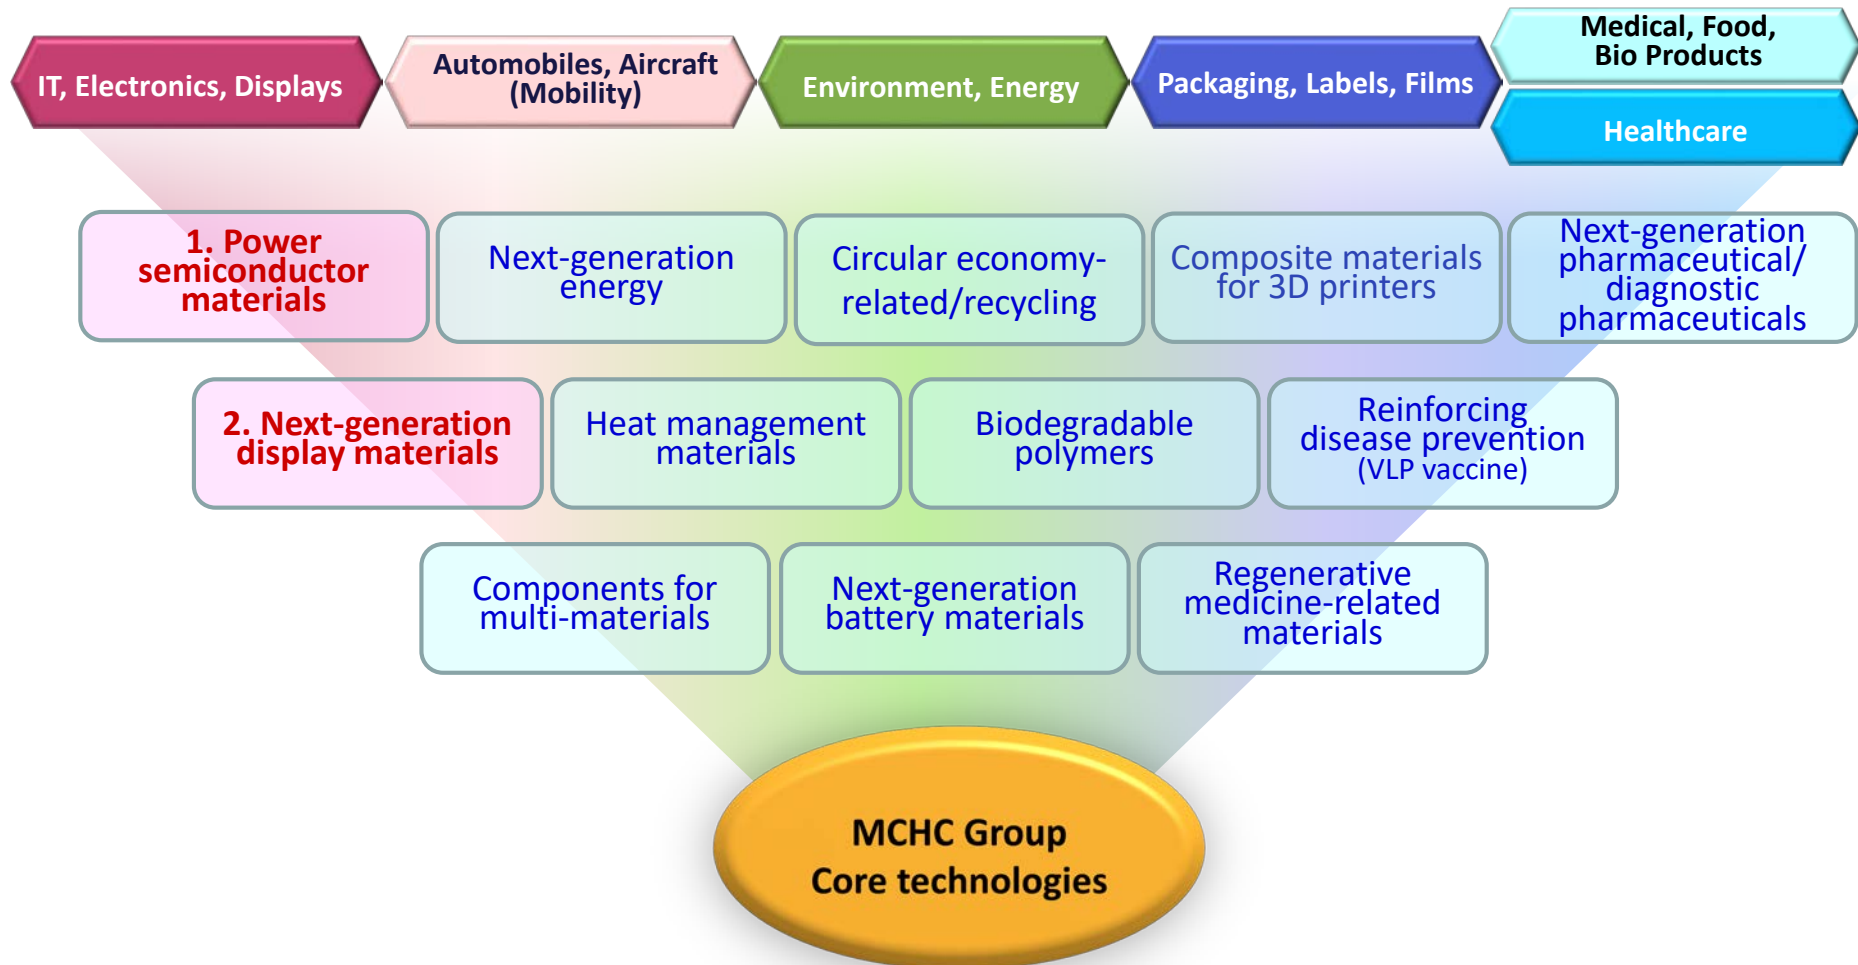 IT, Electronics, Displays
Automobiles, Aircraft
(Mobility)
Environment, Energy
Packaging, Labels, Films
Medical, Food,
Bio Products
Healthcare
1. Power
semiconductor
materials
Next-generation
energy
Circular economy-
related/recycling
Composite materials
for 3D printers
Next-generation
pharmaceutical/
diagnostic
pharmaceuticals
2. Next-generation
display materials
Heat management
materials
Biodegradable
polymers
Reinforcing
disease prevention
(VLP vaccine)
Components for
multi-materials
Next-generation
battery materials
Regenerative
medicine-related
materials
MCHC Group
Core technologies